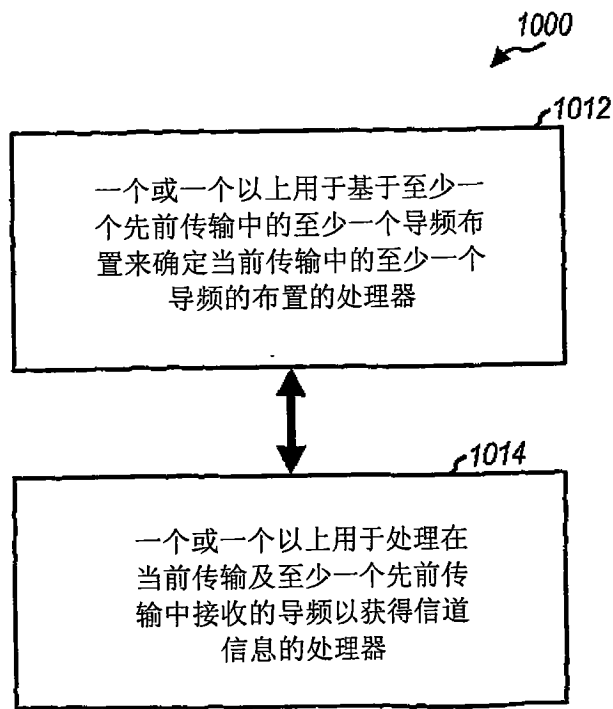 1000
1012
一个或一个以上用于基于至少一
个先前传输中的至少一个导频布
置来确定当前传输中的至少一个
导频的布置的处理器
1014
一个或一个以上用于处理在
当前传输及至少一个先前传
输中接收的导频以获得信道
信息的处理器